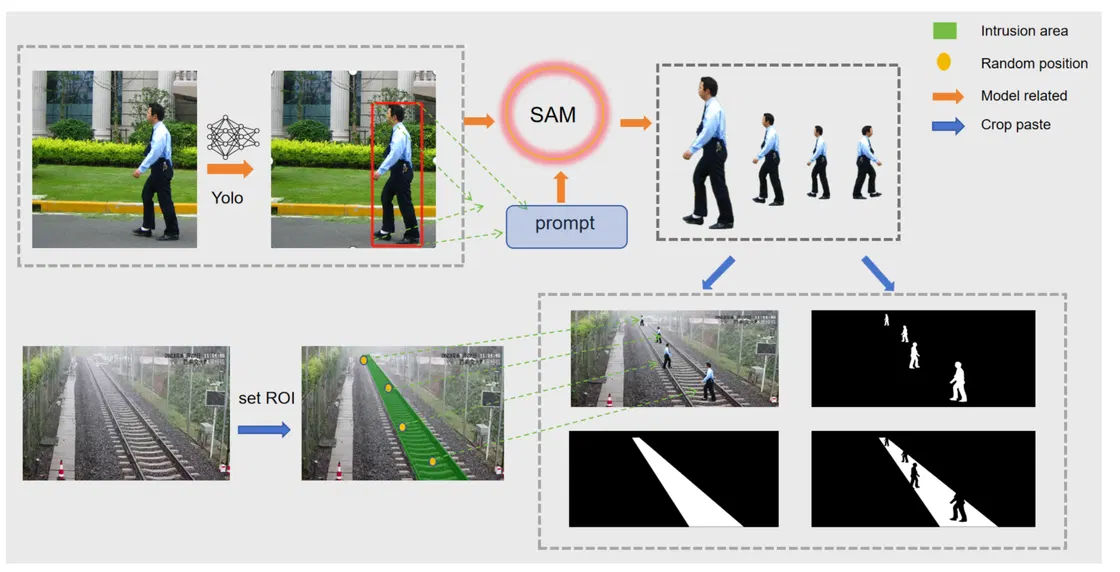 Intrusion area
Random position
Model related
Crop paste
SAM
Yolo
prompt
set ROI